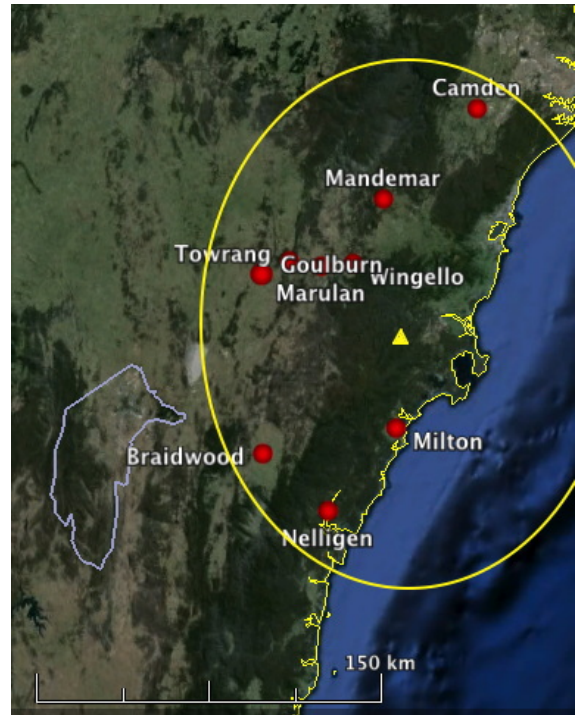 Camden
Mandemar
Towrang
Goulburn
Wingello
Marulan
Milton
Braidwood
Nelligen
150 km